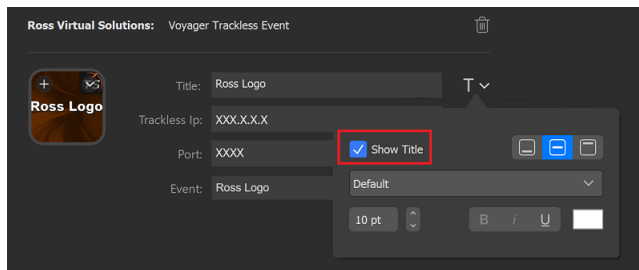 Ross Virtual Solutions: Voyager Trackless Event
Ross Logo
Title: Ross Logo
T
Trackless Ip: XXX.X.X.X
Port: XXXX
Event: Ross Logo
Show Title
Default
10 pt
B i U